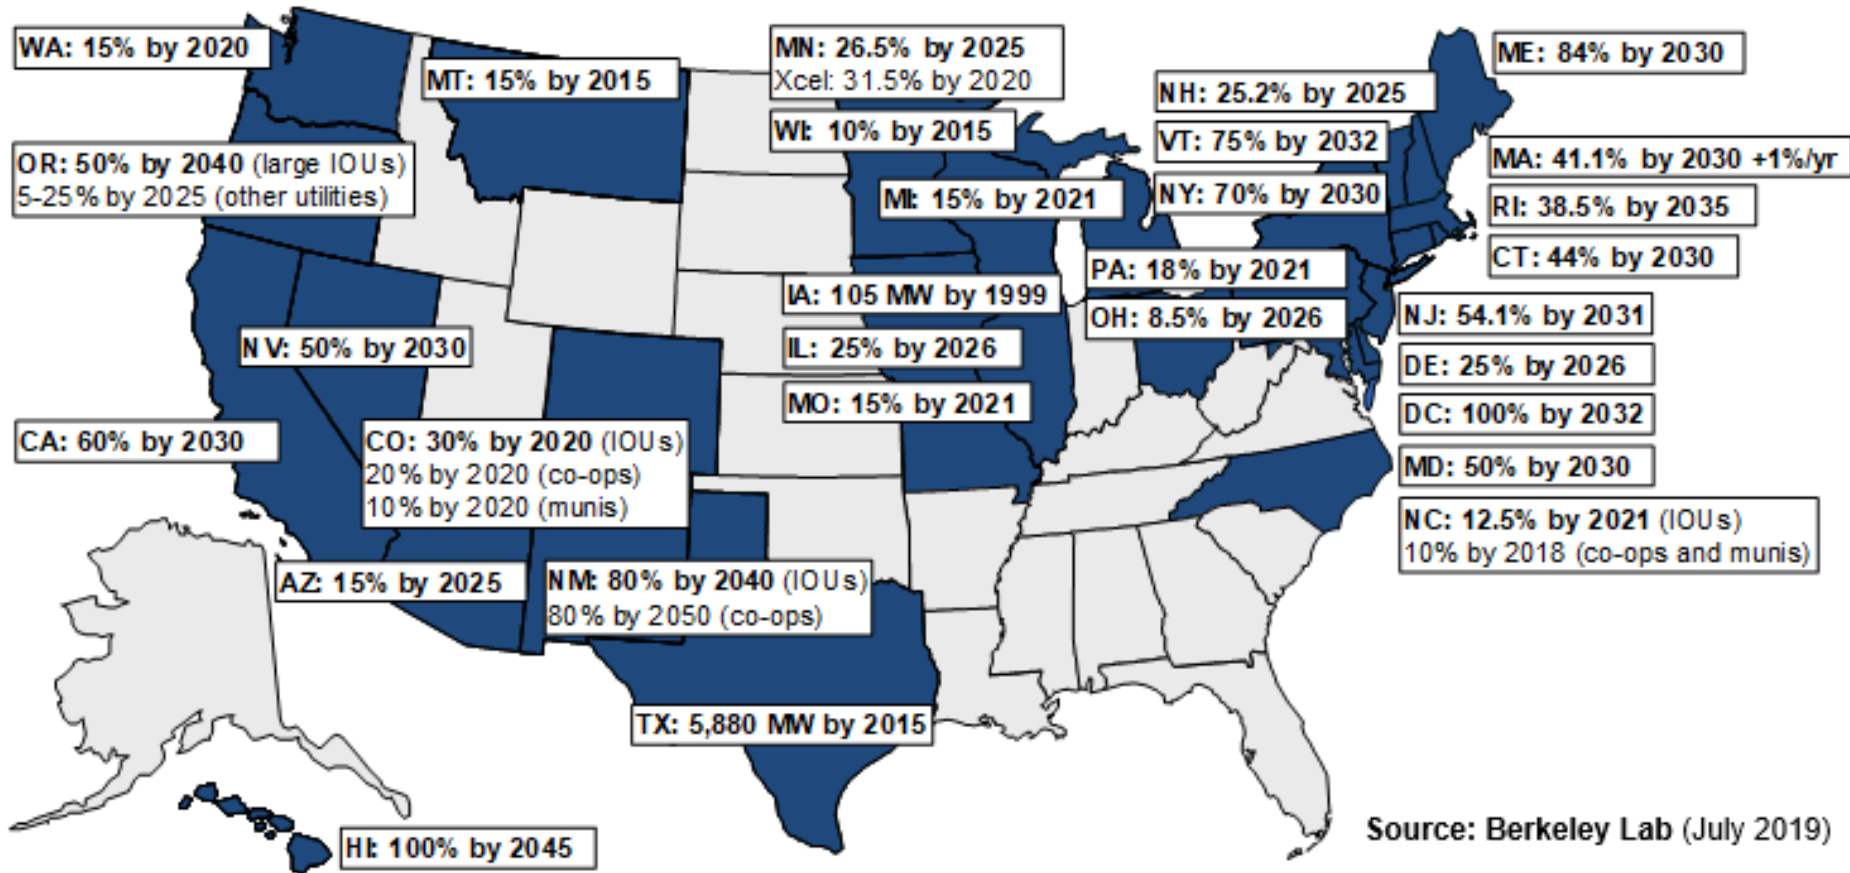 WA: 15% by 2020
MT: 15% by 2015
MN: 26.5% by 2025
Xcel: 31.5% by 2020
ME: 84% by 2030
NH: 25.2% by 2025
WI: 10% by 2015
VT: 75% by 2032
OR: 50% by 2040 (large IOUs)
5-25% by 2025 (other utilities)
MA: 41.1% by 2030 +1%/yr
MI: 15% by 2021
NY: 70% by 2030
RI: 38.5% by 2035
CT: 44% by 2030
PA: 18% by 2021
IA: 105 MW by 1999
OH: 8.5% by 2026
NJ: 54.1% by 2031
NV: 50% by 2030
IL: 25% by 2026
DE: 25% by 2026
MO: 15% by 2021
DC: 100% by 2032
CA: 60% by 2030
CO: 30% by 2020 (IOUs)
20% by 2020 (co-ops)
10% by 2020 (munis)
MD: 50% by 2030
NC: 12.5% by 2021 (IOUs)
10% by 2018 (co-ops and munis)
AZ: 15% by 2025
NM: 80% by 2040 (IOUs)
80% by 2050 (co-ops)
TX: 5,880 MW by 2015
HI: 100% by 2045
Source: Berkeley Lab (July 2019)